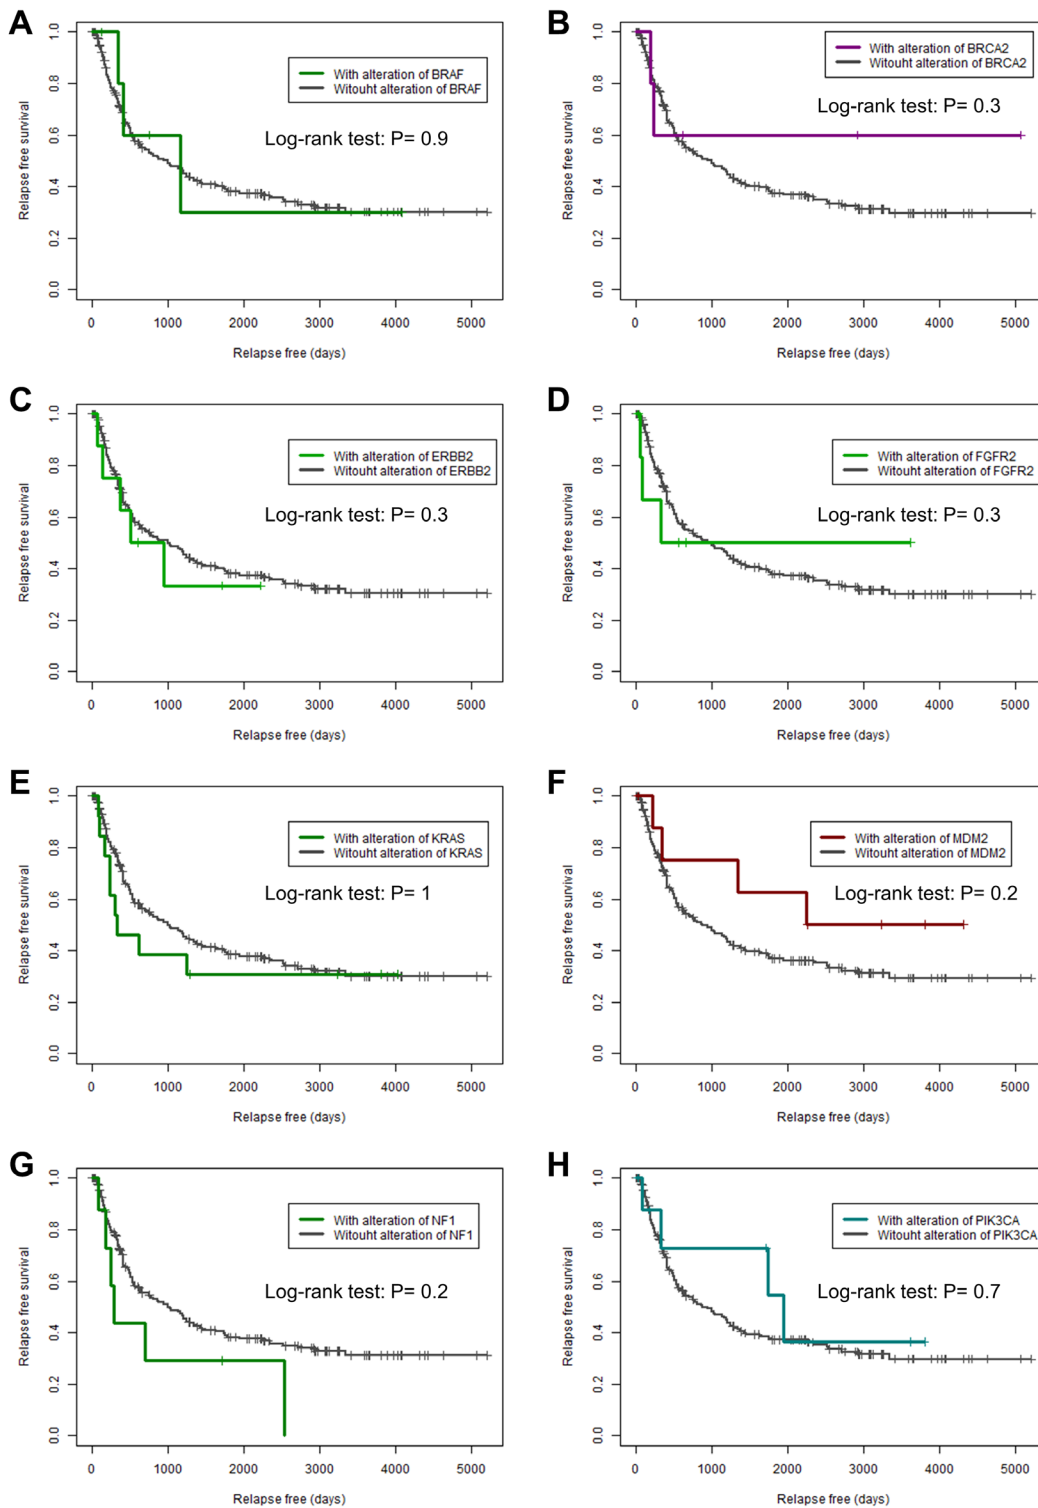 A
Relapse free survival
1.0
0.8
0.6
0.4
0.2
0.0
With alteration of BRAF
Witouht alteration of BRAF
Log-rank test: P= 0.9
0 1000 2000 3000 4000 5000
Relapse free (days)
B
Relapse free survival
1.0
0.8
0.6
0.4
0.2
0.0
With alteration of BRCA2
Witouht alteration of BRCA2
Log-rank test: P= 0.3
0 1000 2000 3000 4000 5000
Relapse free (days)
C
Relapse free survival
1.0
0.8
0.6
0.4
0.2
0.0
With alteration of ERBB2
Witouht alteration of ERBB2
Log-rank test: P= 0.3
0 1000 2000 3000 4000 5000
Relapse free (days)
D
Relapse free survival
1.0
0.8
0.6
0.4
0.2
0.0
With alteration of FGFR2
Witouht alteration of FGFR2
Log-rank test: P= 0.3
0 1000 2000 3000 4000 5000
Relapse free (days)
E
Relapse free survival
1.0
0.8
0.6
0.4
0.2
0.0
With alteration of KRAS
Witouht alteration of KRAS
Log-rank test: P= 1
0 1000 2000 3000 4000 5000
Relapse free (days)
F
Relapse free survival
1.0
0.8
0.6
0.4
0.2
0.0
With alteration of MDM2
Witouht alteration of MDM2
Log-rank test: P= 0.2
0 1000 2000 3000 4000 5000
Relapse free (days)
G
Relapse free survival
1.0
0.8
0.6
0.4
0.2
0.0
With alteration of NF1
Witouht alteration of NF1
Log-rank test: P= 0.2
0 1000 2000 3000 4000 5000
Relapse free (days)
H
Relapse free survival
1.0
0.8
0.6
0.4
0.2
0.0
With alteration of PIK3CA
Witouht alteration of PIK3CA
Log-rank test: P= 0.7
0 1000 2000 3000 4000 5000
Relapse free (days)